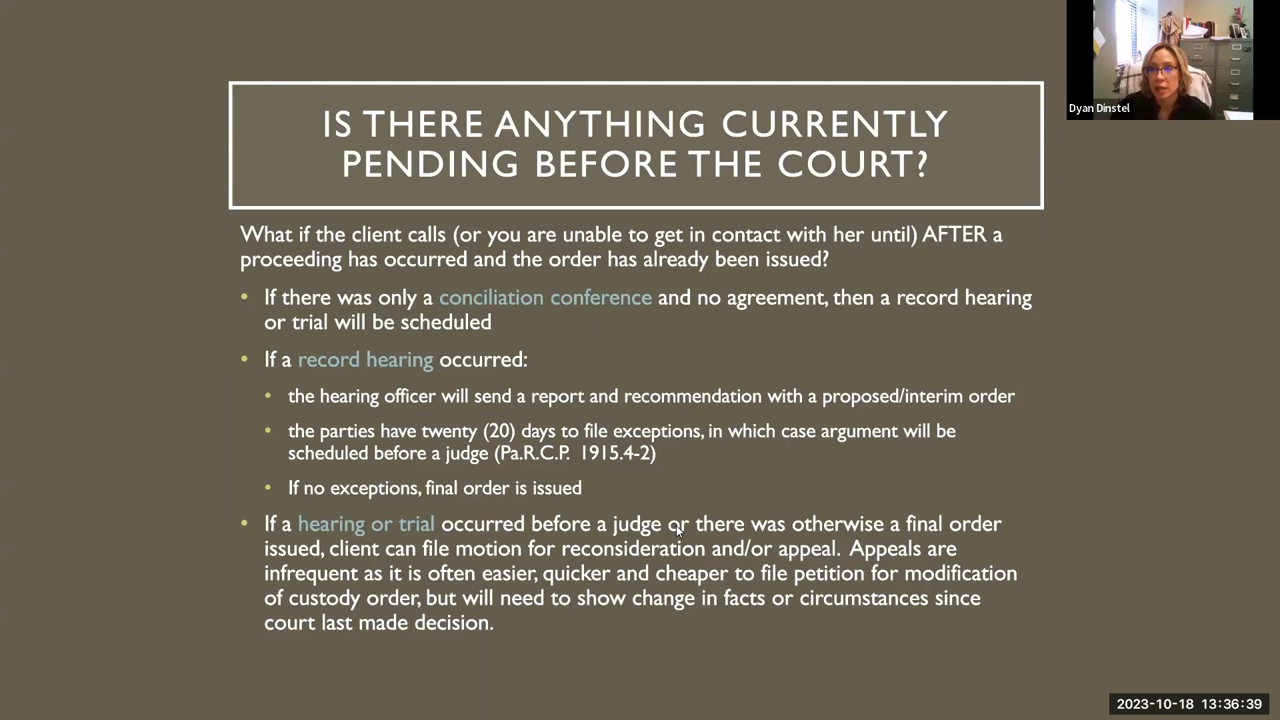 IS THERE ANYTHING CURRENTLY
PENDING BEFORE THE COURT?
Dyan Dinstel
What if the client calls (or you are unable to get in contact with her until) AFTER a
proceeding has occurred and the order has already been issued?
• If there was only a conciliation conference and no agreement, then a record hearing
or trial will be scheduled
• If a record hearing occurred:
• the hearing officer will send a report and recommendation with a proposed/interim order
• the parties have twenty (20) days to file exceptions, in which case argument will be
scheduled before a judge (Pa.R.C.P. 1915.4-2)
• If no exceptions, final order is issued
• If a hearing or trial occurred before a judge or there was otherwise a final order
issued, client can file motion for reconsideration and/or appeal. Appeals are
infrequent as it is often easier, quicker and cheaper to file petition for modification
of custody order, but will need to show change in facts or circumstances since
court last made decision.
2023-10-18 13:36:39